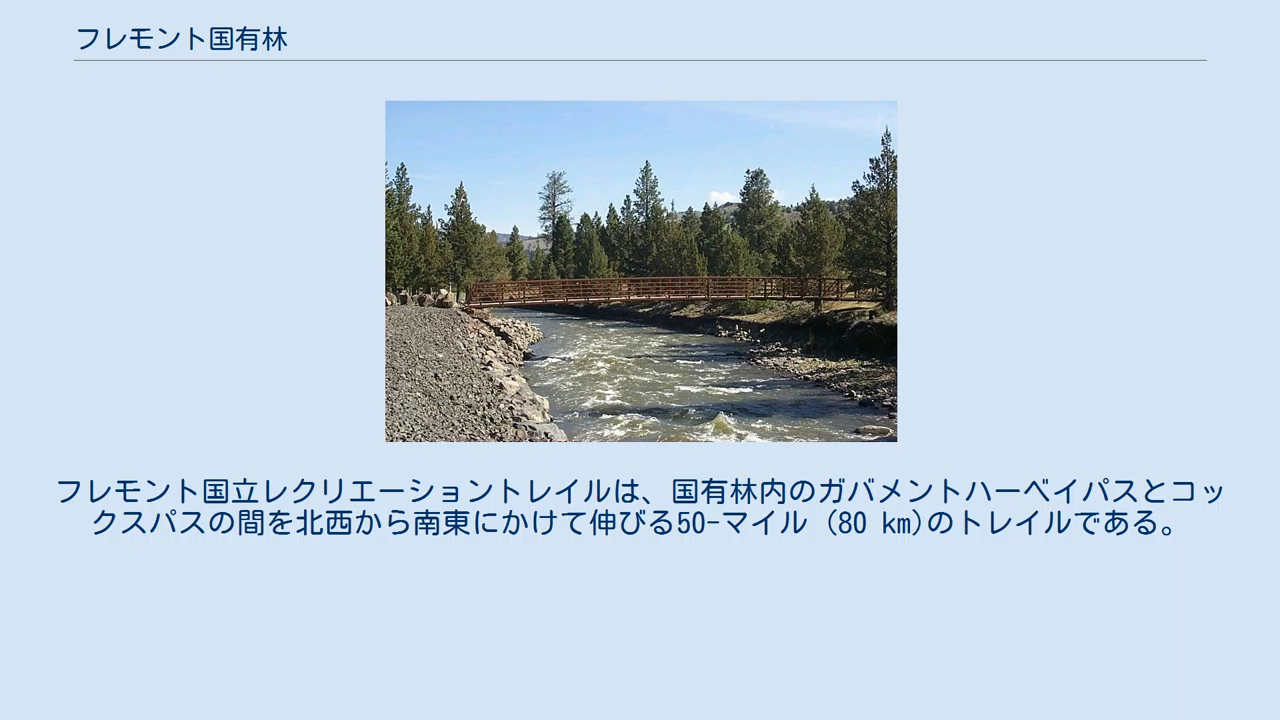 フレモント国有林
フレモント国立レクリエーショントレイルは、国有林内のガバメントハーベイパスとコッ
クスパスの間を北西から南東にかけて伸びる50-マイル (80 km)のトレイルである。